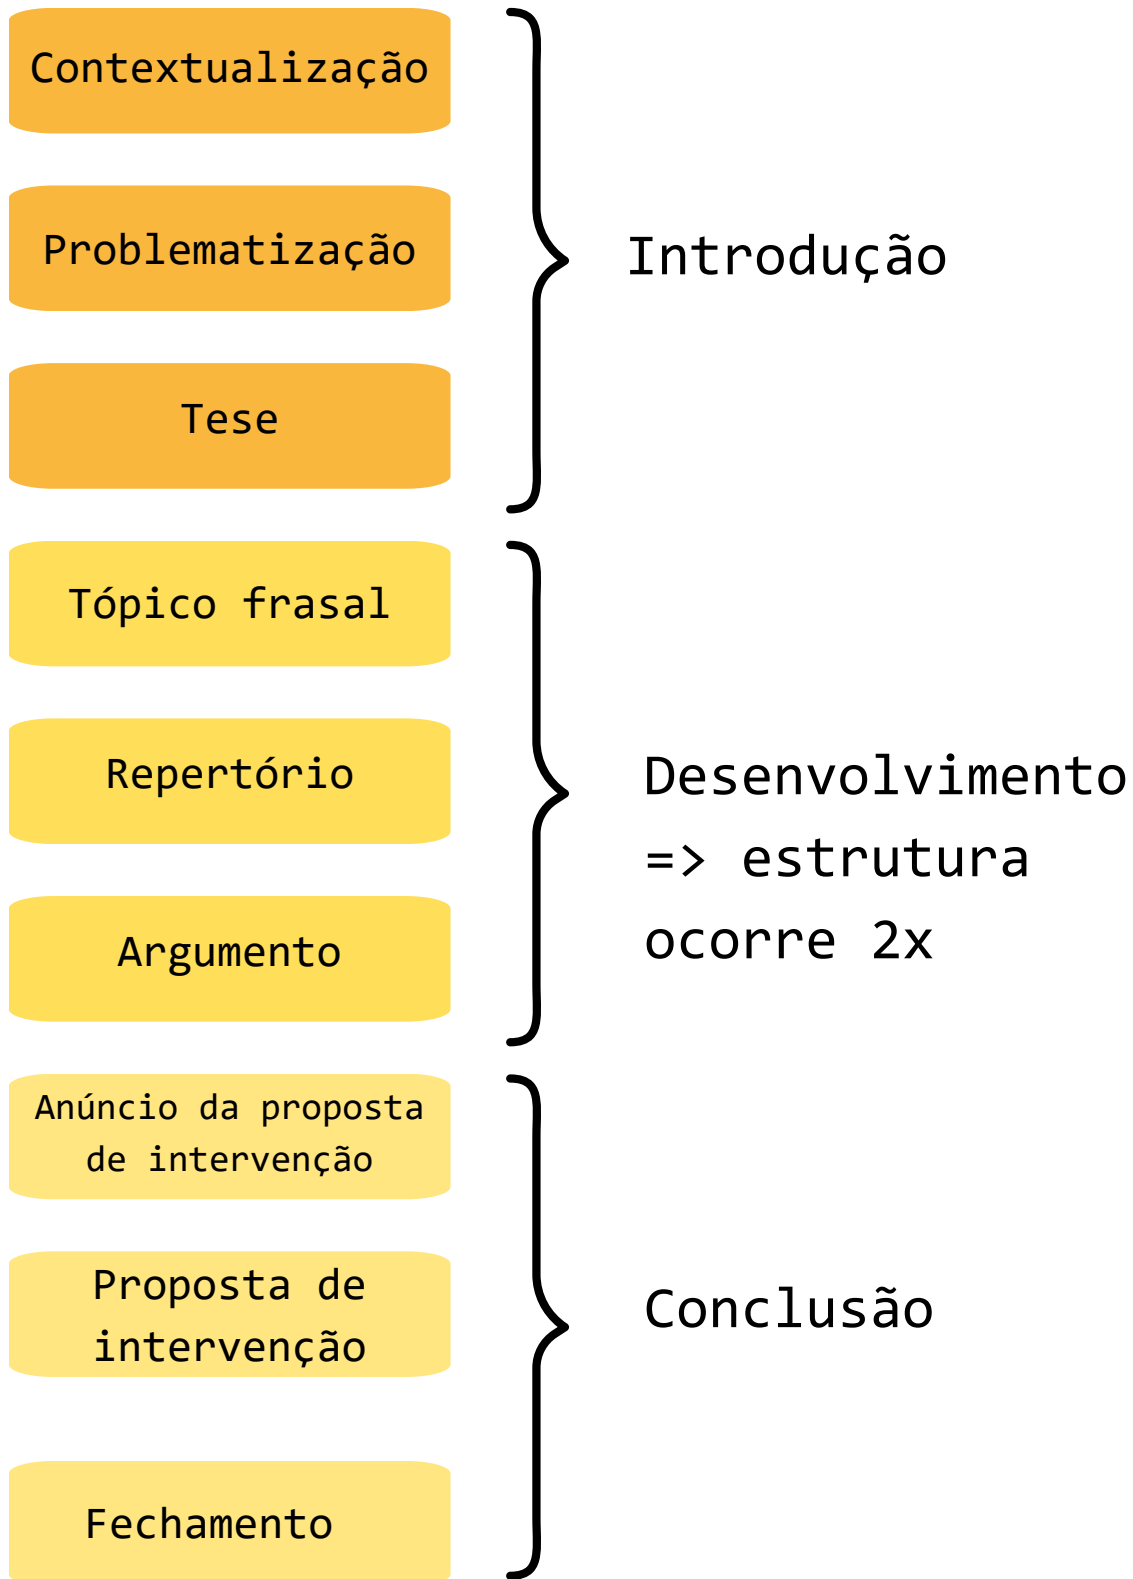 Contextualização
Problematização
Introdução
Tese
Tópico frasal
Repertório
Argumento
Desenvolvimento
=> estrutura
ocorre 2x
Anúncio da proposta
de intervenção
Proposta de
intervenção
Conclusão
Fechamento